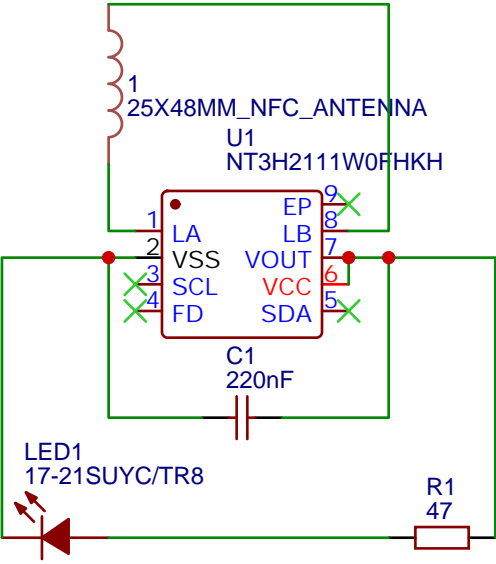 1
25X48MM_NFC_ANTENNA
U1
NT3H2111W0FHKH
9
EP
1
8
LA
LB
2
7
VSS
VOUT
3
6
SCL
VCC
4
5
FD
SDA
C1
220nF
LED1
17-21SUYC/TR8
R1
47